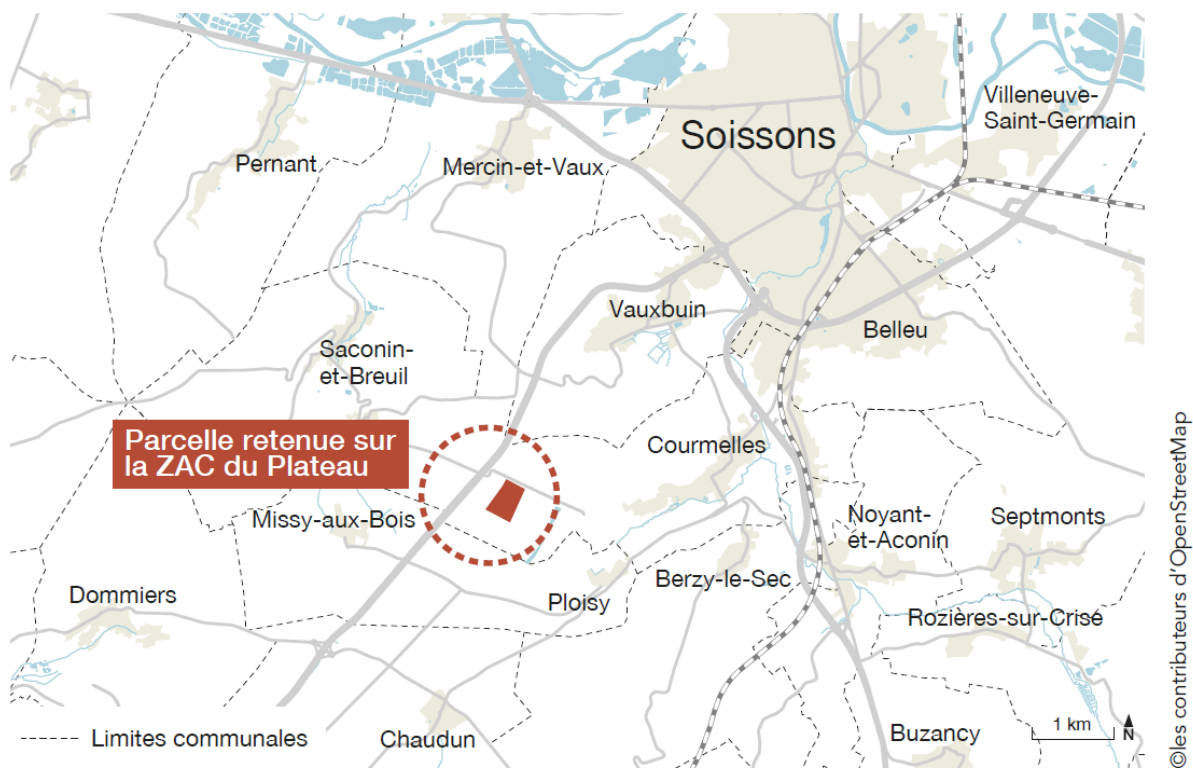 Villeneuve-
Saint-Germain
Soissons
Pernant
Mercin-et-Vaux
Vauxbuin
Belleu
Saconin-
et-Breuil
Parcelle retenue sur
la ZAC du Plateau
Courmelles
Missy-aux-Bois
Noyant-
et-Aconin
Septmonts
Berzy-le-Sec
Ploisy
Dommiers
Rozières-sur-Crise
Limites communales
Chaudun
Buzancy
1 km
N
©les contributeurs d'OpenStreetMap